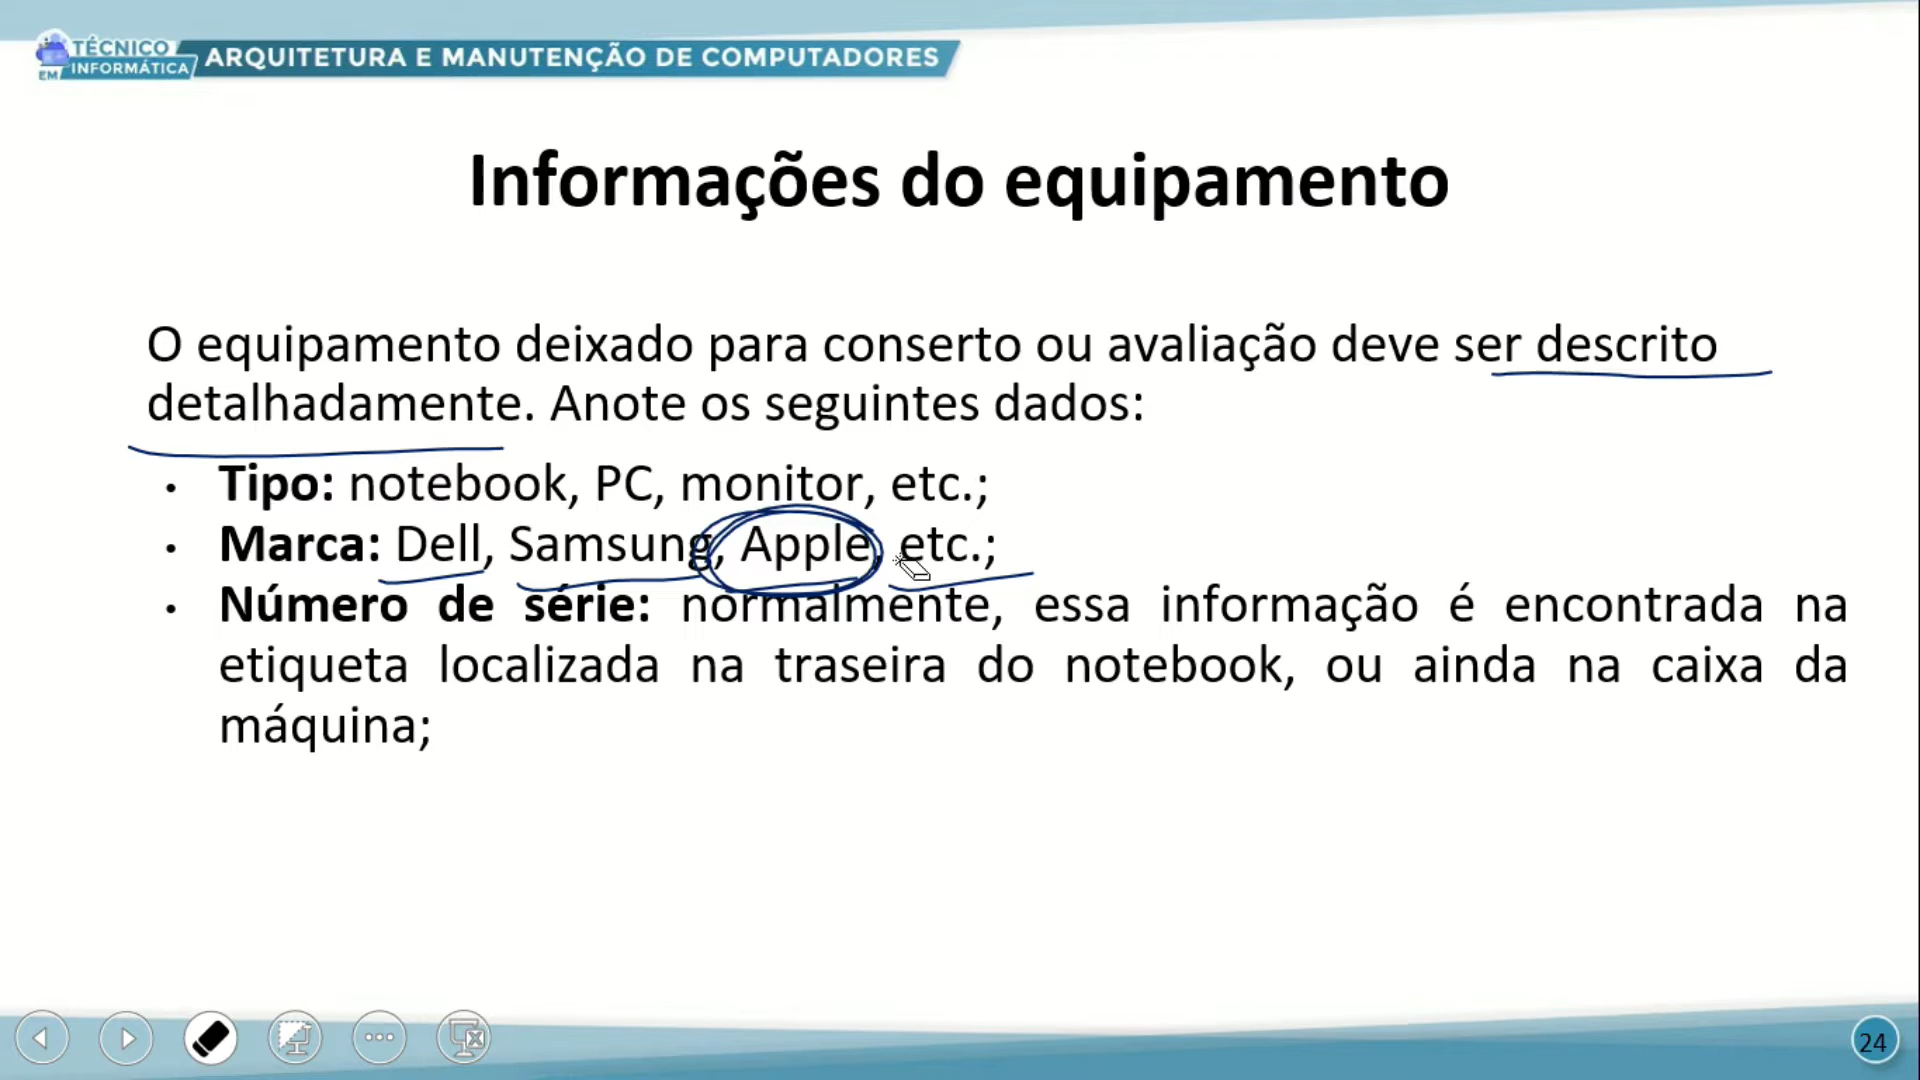 TÉCNICO
EM INFORMÁTICA
ARQUITETURA E MANUTENÇÃO DE COMPUTADORES
Informações do equipamento
O equipamento deixado para conserto ou avaliação deve ser descrito
detalhadamente. Anote os seguintes dados:
• Tipo: notebook, PC, monitor, etc.;
• Marca: Dell, Samsung, Apple, etc.;
• Número de série: normalmente, essa informação é encontrada na
etiqueta localizada na traseira do notebook, ou ainda na caixa da
máquina;
24